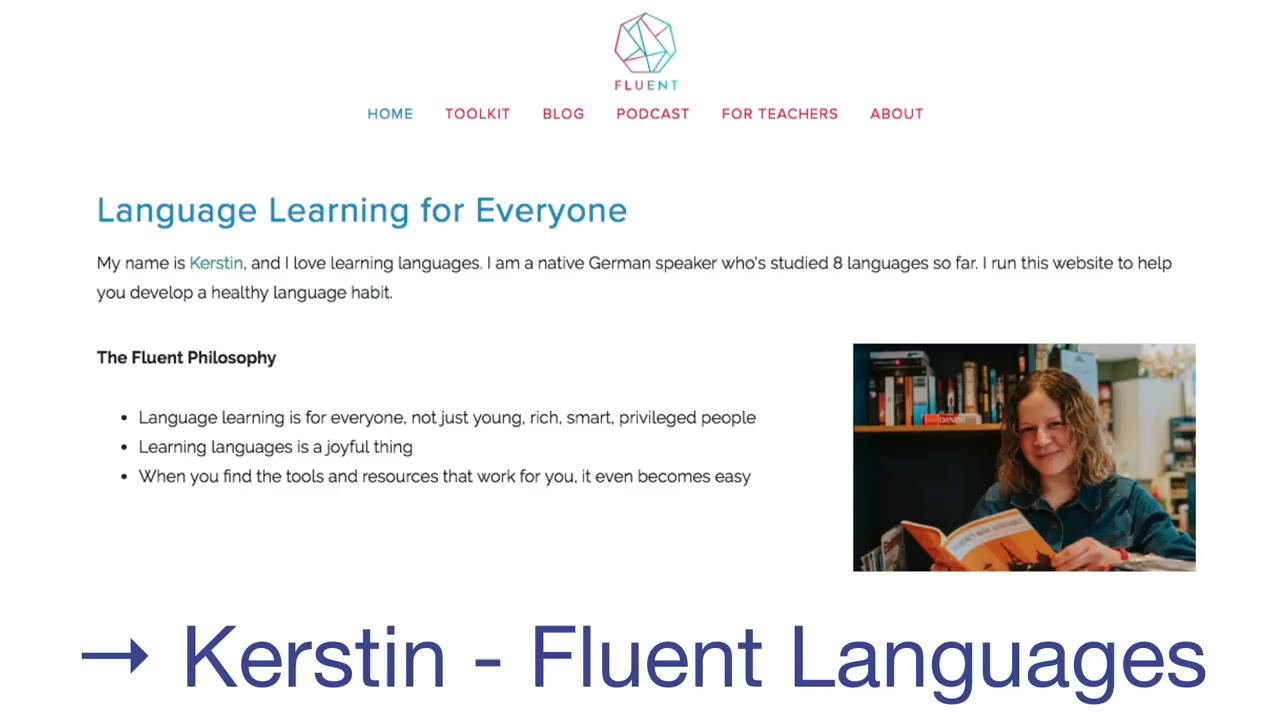 FLUENT
HOME TOOLKIT BLOG PODCAST FOR TEACHERS ABOUT
Language Learning for Everyone
My name is Kerstin, and I love learning languages. I am a native German speaker who's studied 8 languages so far. I run this website to help
you develop a healthy language habit.
The Fluent Philosophy
• Language learning is for everyone, not just young, rich, smart, privileged people
• Learning languages is a joyful thing
• When you find the tools and resources that work for you, it even becomes easy
→ Kerstin - Fluent Languages